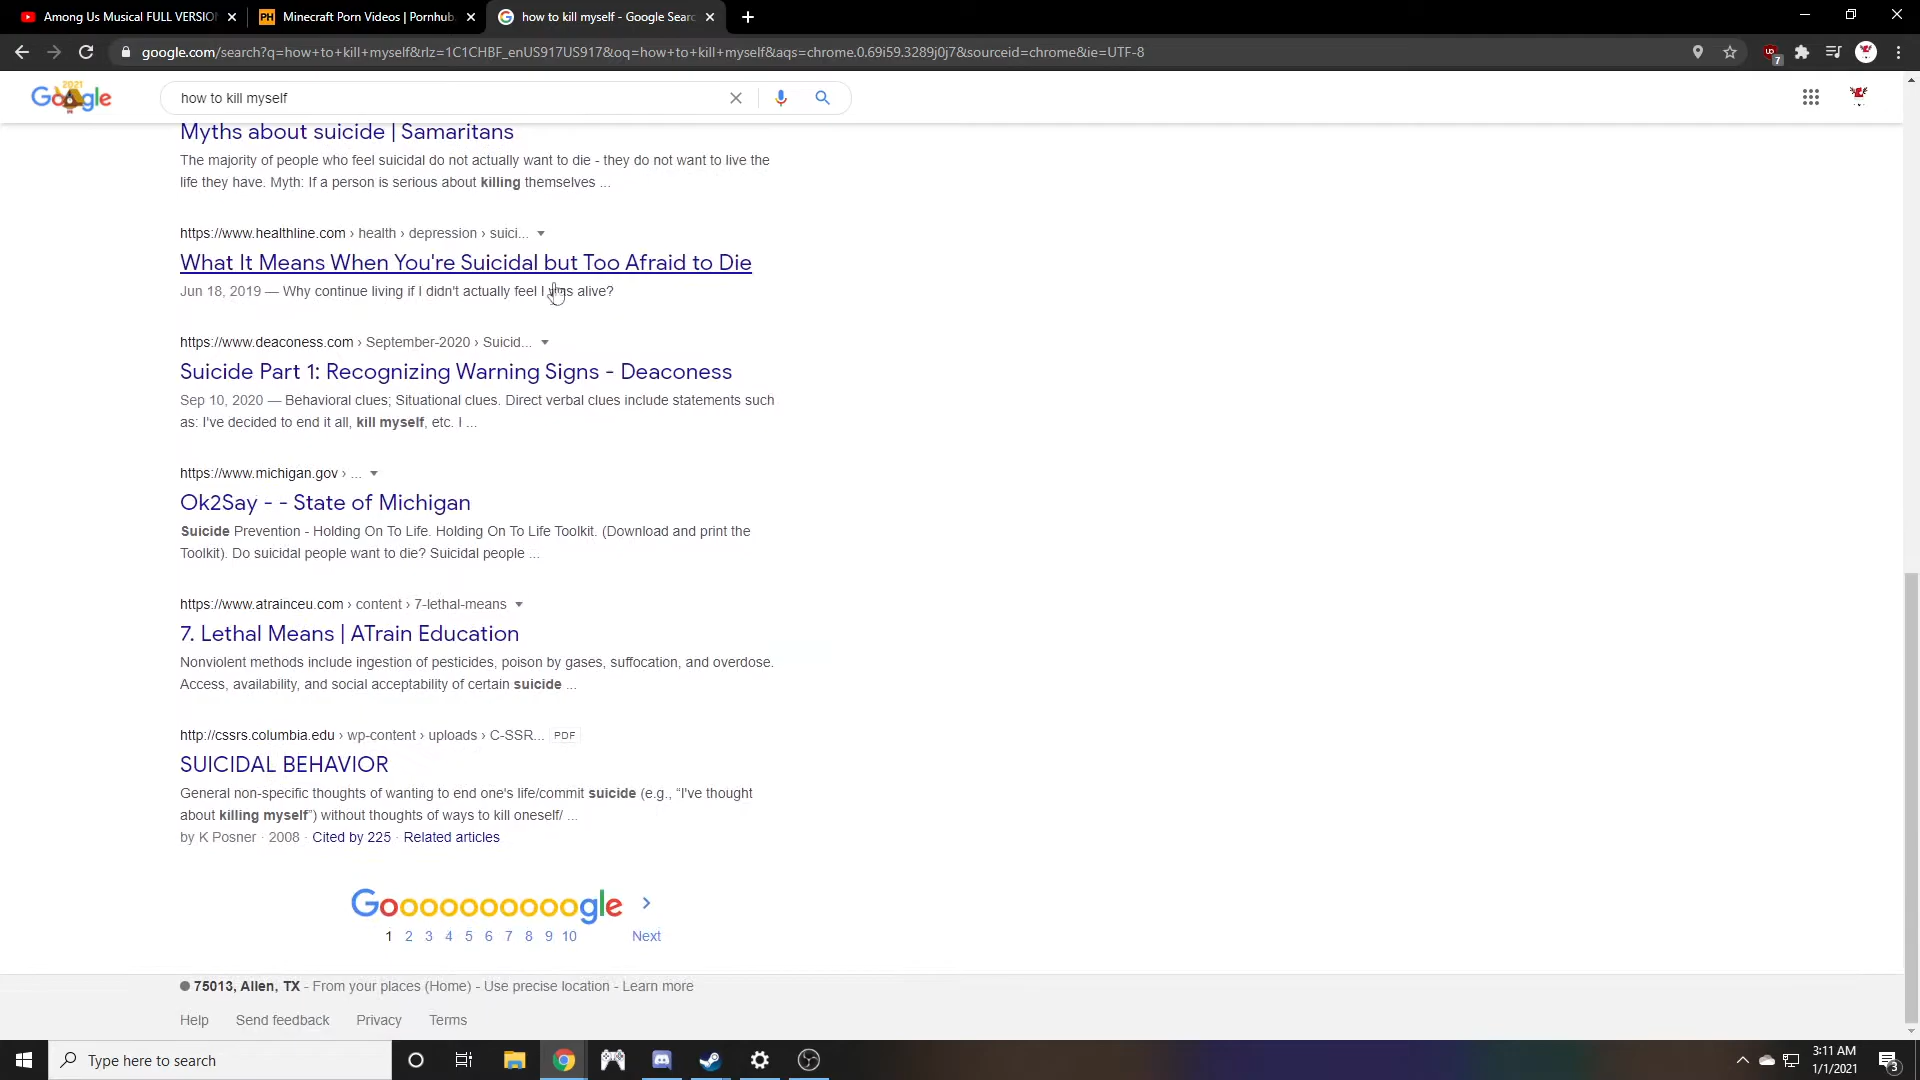 Among Us Musical FULL VERSIO
Minecraft Porn Videos | Pornhub.
how to kill myself - Google Searc
google.com/search?q=how+to+kill+myself&rlz=1C1CHBF_enUS917US917&oq=how+to+kill+myself&aqs=chrome.0.69i59.3289j0j7&sourceid=chrome&ie=UTF-8
7
2021
Google
how to kill myself
Myths about suicide | Samaritans
The majority of people who feel suicidal do not actually want to die - they do not want to live the
life they have. Myth: If a person is serious about killing themselves ...
https://www.healthline.com › health › depression › suici...
What It Means When You're Suicidal but Too Afraid to Die
Jun 18, 2019 — Why continue living if I didn't actually feel I was alive?
https://www.deaconess.com › September-2020 › Suicid...
Suicide Part 1: Recognizing Warning Signs - Deaconess
Sep 10, 2020 — Behavioral clues; Situational clues. Direct verbal clues include statements such
as: I've decided to end it all, kill myself, etc. I ...
https://www.michigan.gov › ...
Ok2Say - - State of Michigan
Suicide Prevention - Holding On To Life. Holding On To Life Toolkit. (Download and print the
Toolkit). Do suicidal people want to die? Suicidal people ...
https://www.atrainceu.com › content › 7-lethal-means
7. Lethal Means | ATrain Education
Nonviolent methods include ingestion of pesticides, poison by gases, suffocation, and overdose.
Access, availability, and social acceptability of certain suicide ...
http://cssrs.columbia.edu › wp-content › uploads › C-SSR... PDF
SUICIDAL BEHAVIOR
General non-specific thoughts of wanting to end one's life/commit suicide (e.g., “I've thought
about killing myself”) without thoughts of ways to kill oneself/ ...
by K Posner · 2008 · Cited by 225 · Related articles
Goooooooooogle
1 2 3 4 5 6 7 8 9 10 Next
75013, Allen, TX - From your places (Home) - Use precise location - Learn more
Help Send feedback Privacy Terms
Type here to search
3:11 AM
1/1/2021
3